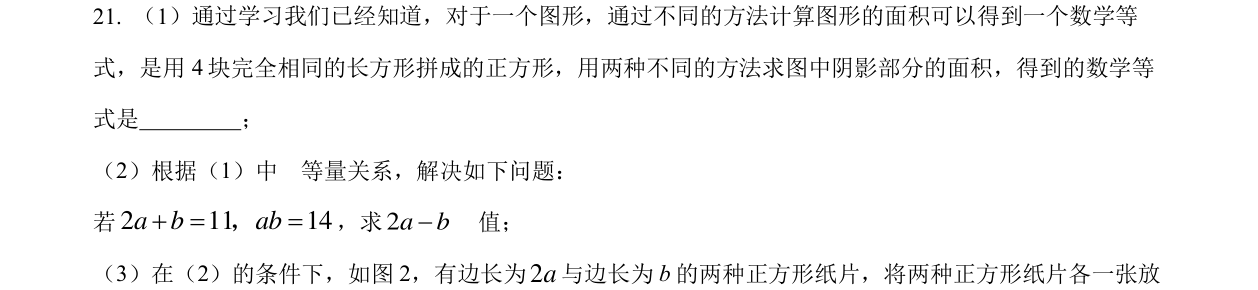 21. （1）通过学习我们已经知道，对于一个图形，通过不同的方法计算图形的面积可以得到一个数学等
式，是用 4 块完全相同的长方形拼成的正方形，用两种不同的方法求图中阴影部分的面积，得到的数学等
式是_________；
（2）根据（1）中 等量关系，解决如下问题：
若 2a+b=11，ab=14，求 2a−b 值；
（3）在（2）的条件下，如图 2，有边长为 2a 与边长为 b 的两种正方形纸片，将两种正方形纸片各一张放